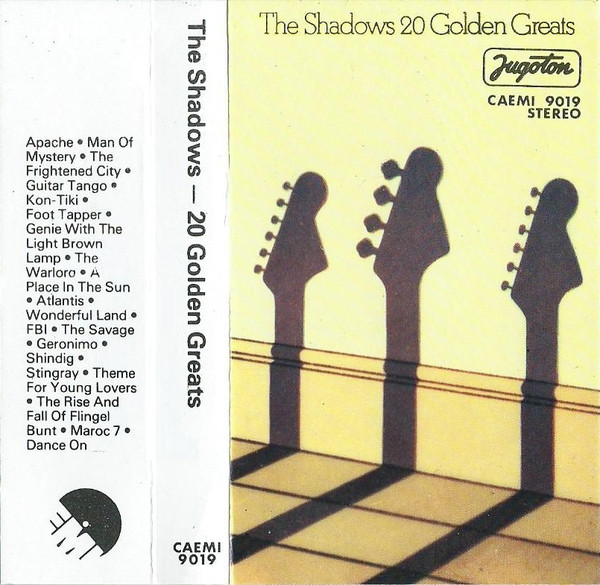 Apache • Man Of
Mystery • The
Frightened City •
Guitar Tango •
Kon-Tiki •
Foot Tapper •
Genie With The
Light Brown
Lamp • The
Warloro • A
Place In The Sun
• Atlantis •
Wonderful Land •
FBI • The Savage
• Geronimo •
Shindig •
Stingray • Theme
For Young Lovers
• The Rise And
Fall Of Flingel
Bunt • Maroc 7 •
Dance On
EMI
The Shadows — 20 Golden Greats
CAEMI
9019
The Shadows 20 Golden Greats
Jugoton
CAEMI 9019
STEREO